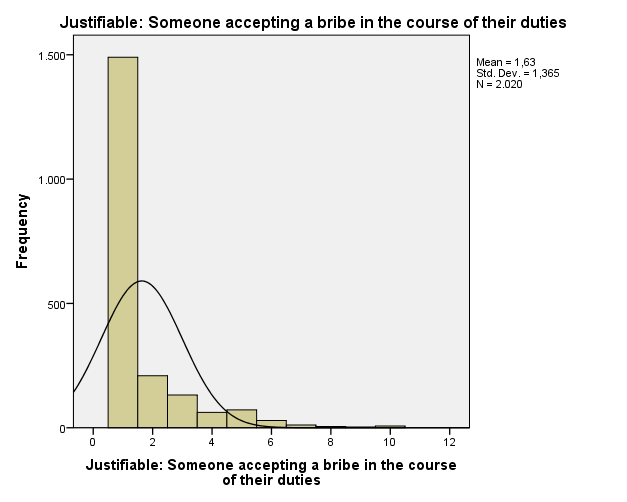 Justifiable: Someone accepting a bribe in the course of their duties
Mean = 1,63
Std. Dev. = 1,365
N = 2.020
1.500
1.000
500
0
Frequency
0 2 4 6 8 10 12
Justifiable: Someone accepting a bribe in the course
of their duties